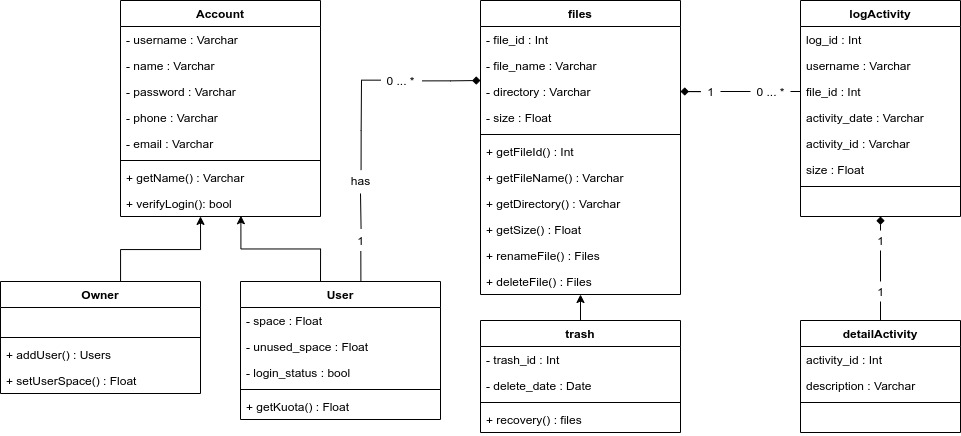 Account
- username : Varchar
- name : Varchar
- password : Varchar
- phone : Varchar
- email : Varchar
+ getName() : Varchar
+ verifyLogin(): bool
files
- file_id : Int
- file_name : Varchar
- directory : Varchar
- size : Float
+ getFileId() : Int
+ getFileName() : Varchar
+ getDirectory() : Varchar
+ getSize() : Float
+ renameFile() : Files
+ deleteFile() : Files
logActivity
log_id : Int
username : Varchar
file_id : Int
activity_date : Varchar
activity_id : Varchar
size : Float
0 ... *
has
1
1
0 ... *
1
1
Owner
+ addUser() : Users
+ setUserSpace() : Float
User
- space : Float
- unused_space : Float
- login_status : bool
+ getKuota() : Float
trash
- trash_id : Int
- delete_date : Date
+ recovery() : files
detailActivity
activity_id : Int
description : Varchar